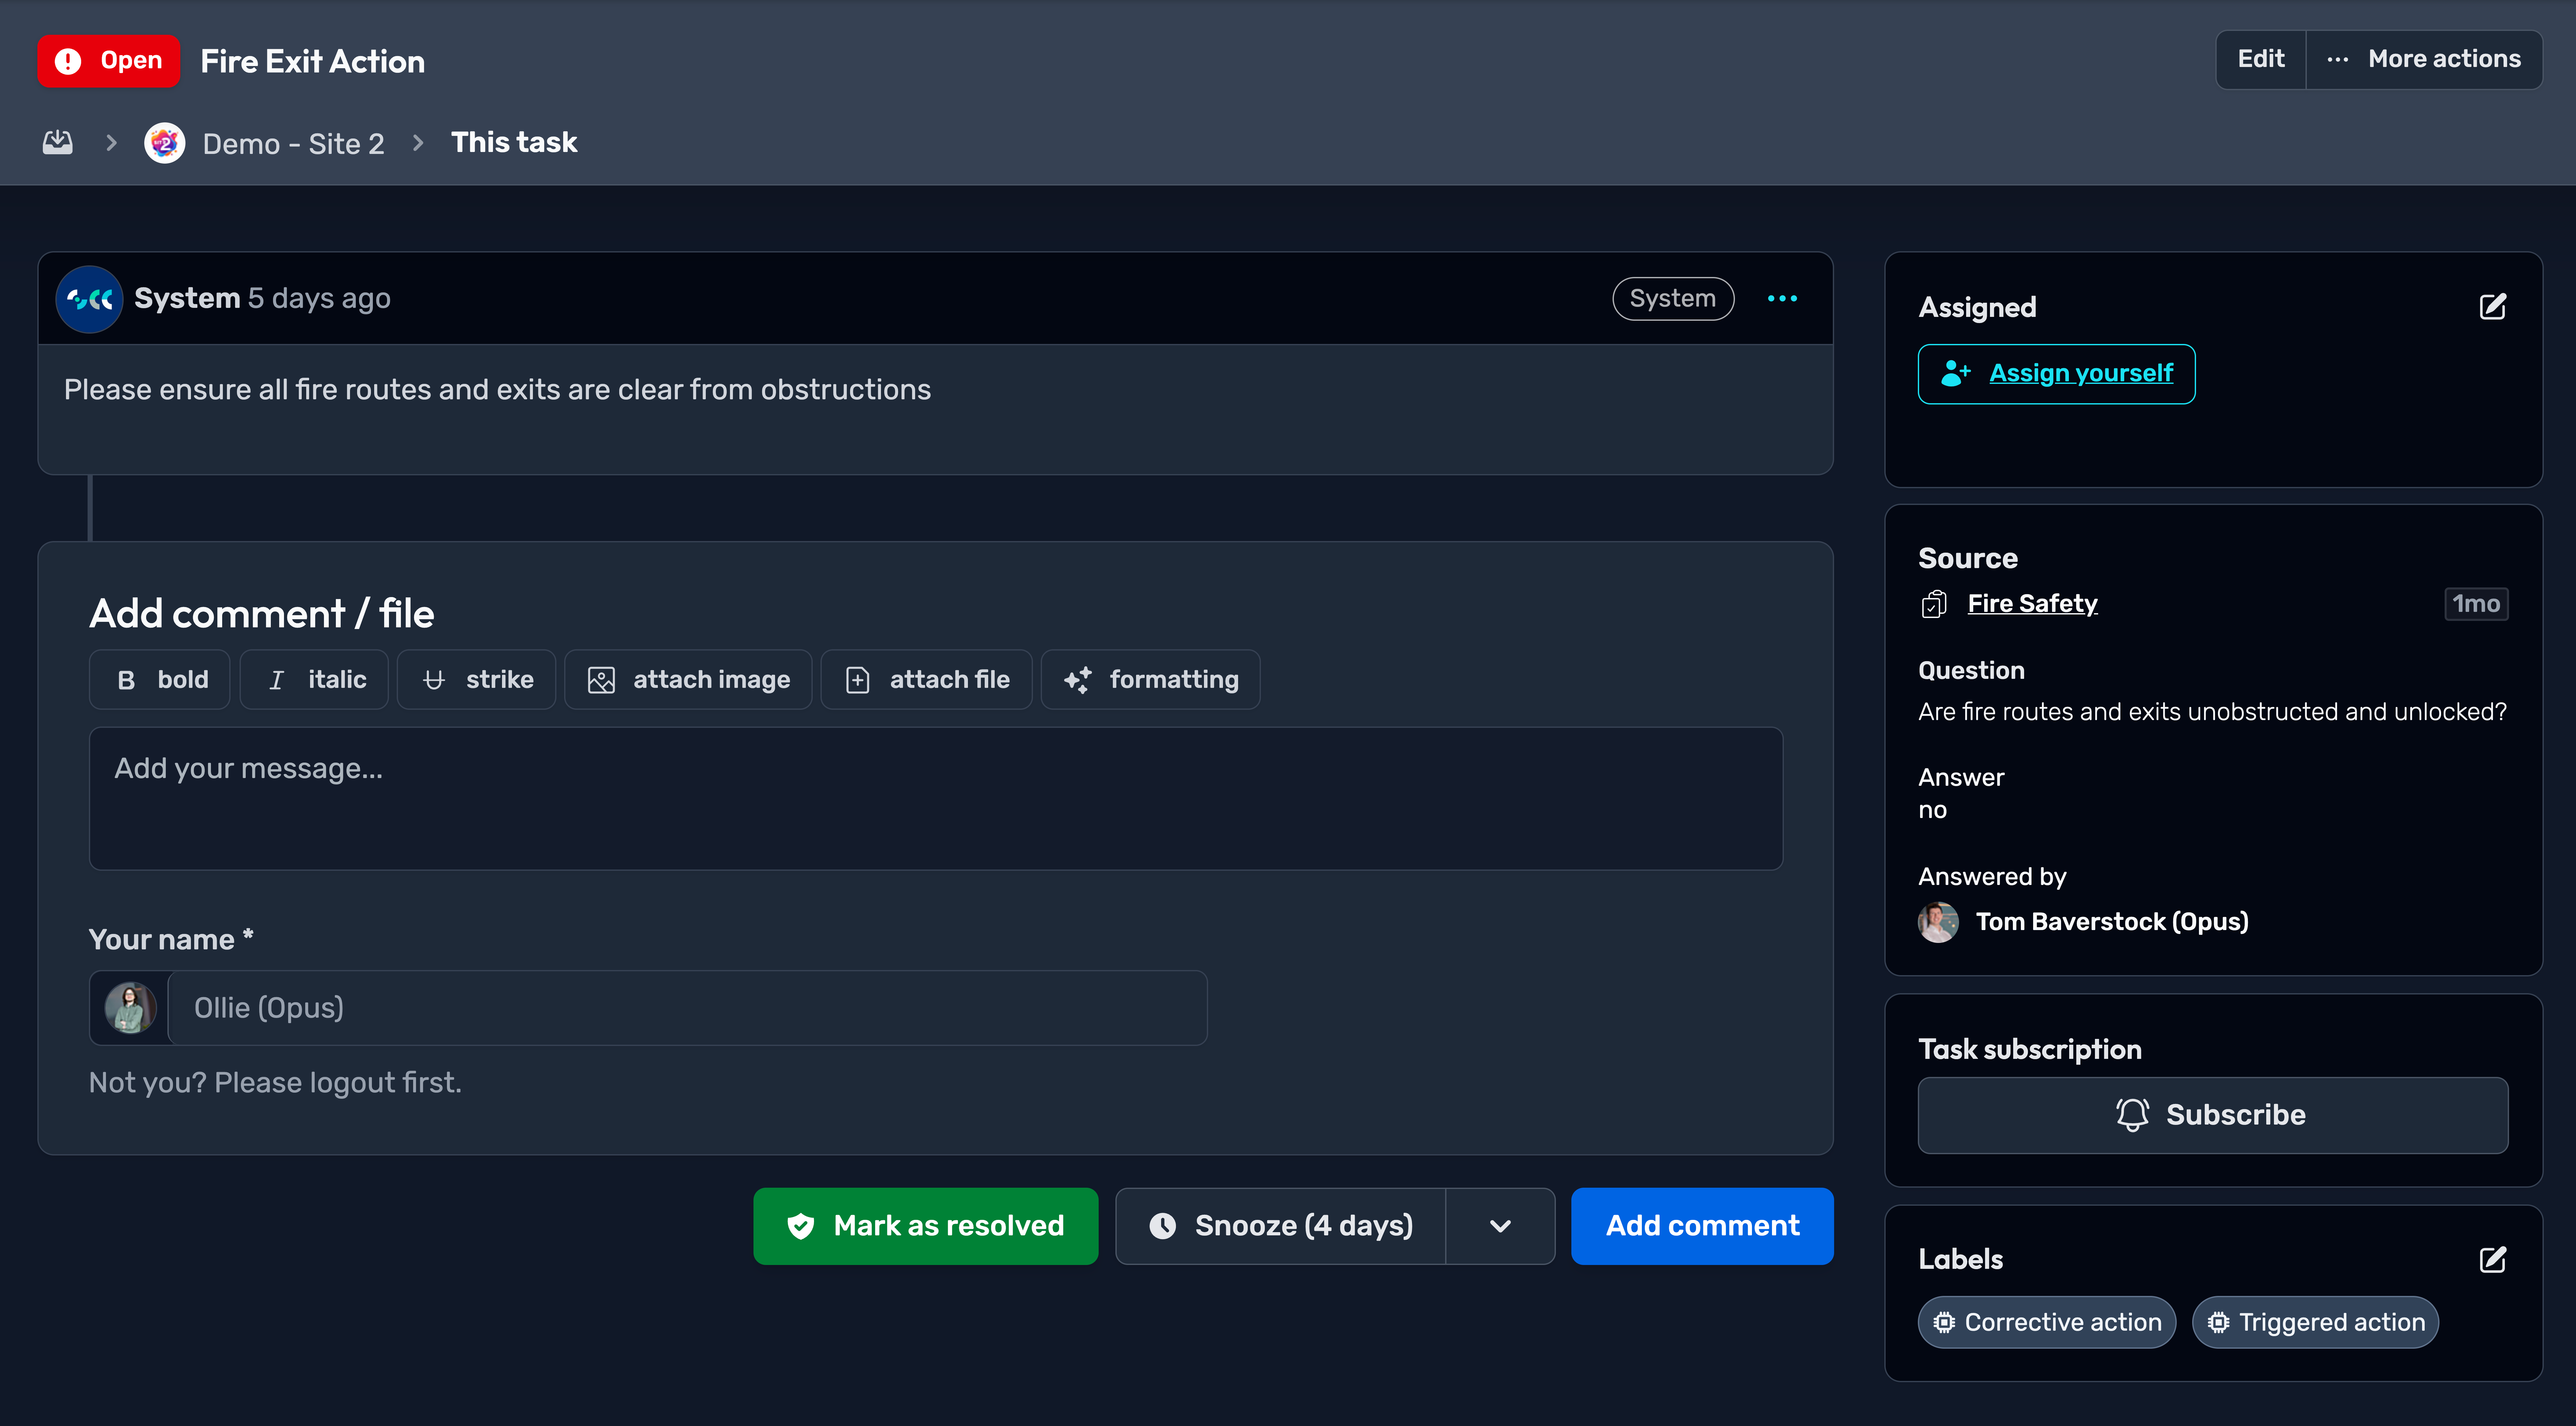 Open Fire Exit Action Edit ... More actions
Demo - Site 2 This task
System 5 days ago System
Please ensure all fire routes and exits are clear from obstructions
Add comment / file
B bold I italic U strike attach image attach file formatting
Add your message...
Your name *
Ollie (Opus)
Not you? Please logout first.
Mark as resolved Snooze (4 days) Add comment
Assigned
Assign yourself
Source
Fire Safety 1mo
Question
Are fire routes and exits unobstructed and unlocked?
Answer
no
Answered by
Tom Baverstock (Opus)
Task subscription
Subscribe
Labels
Corrective action Triggered action